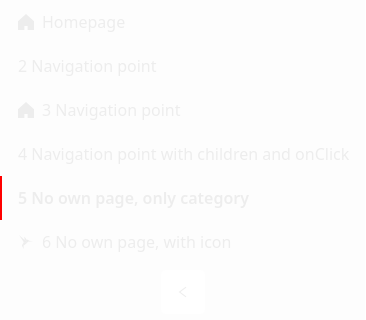 Homepage
2 Navigation point
3 Navigation point
4 Navigation point with children and onClick
5 No own page, only category
6 No own page, with icon